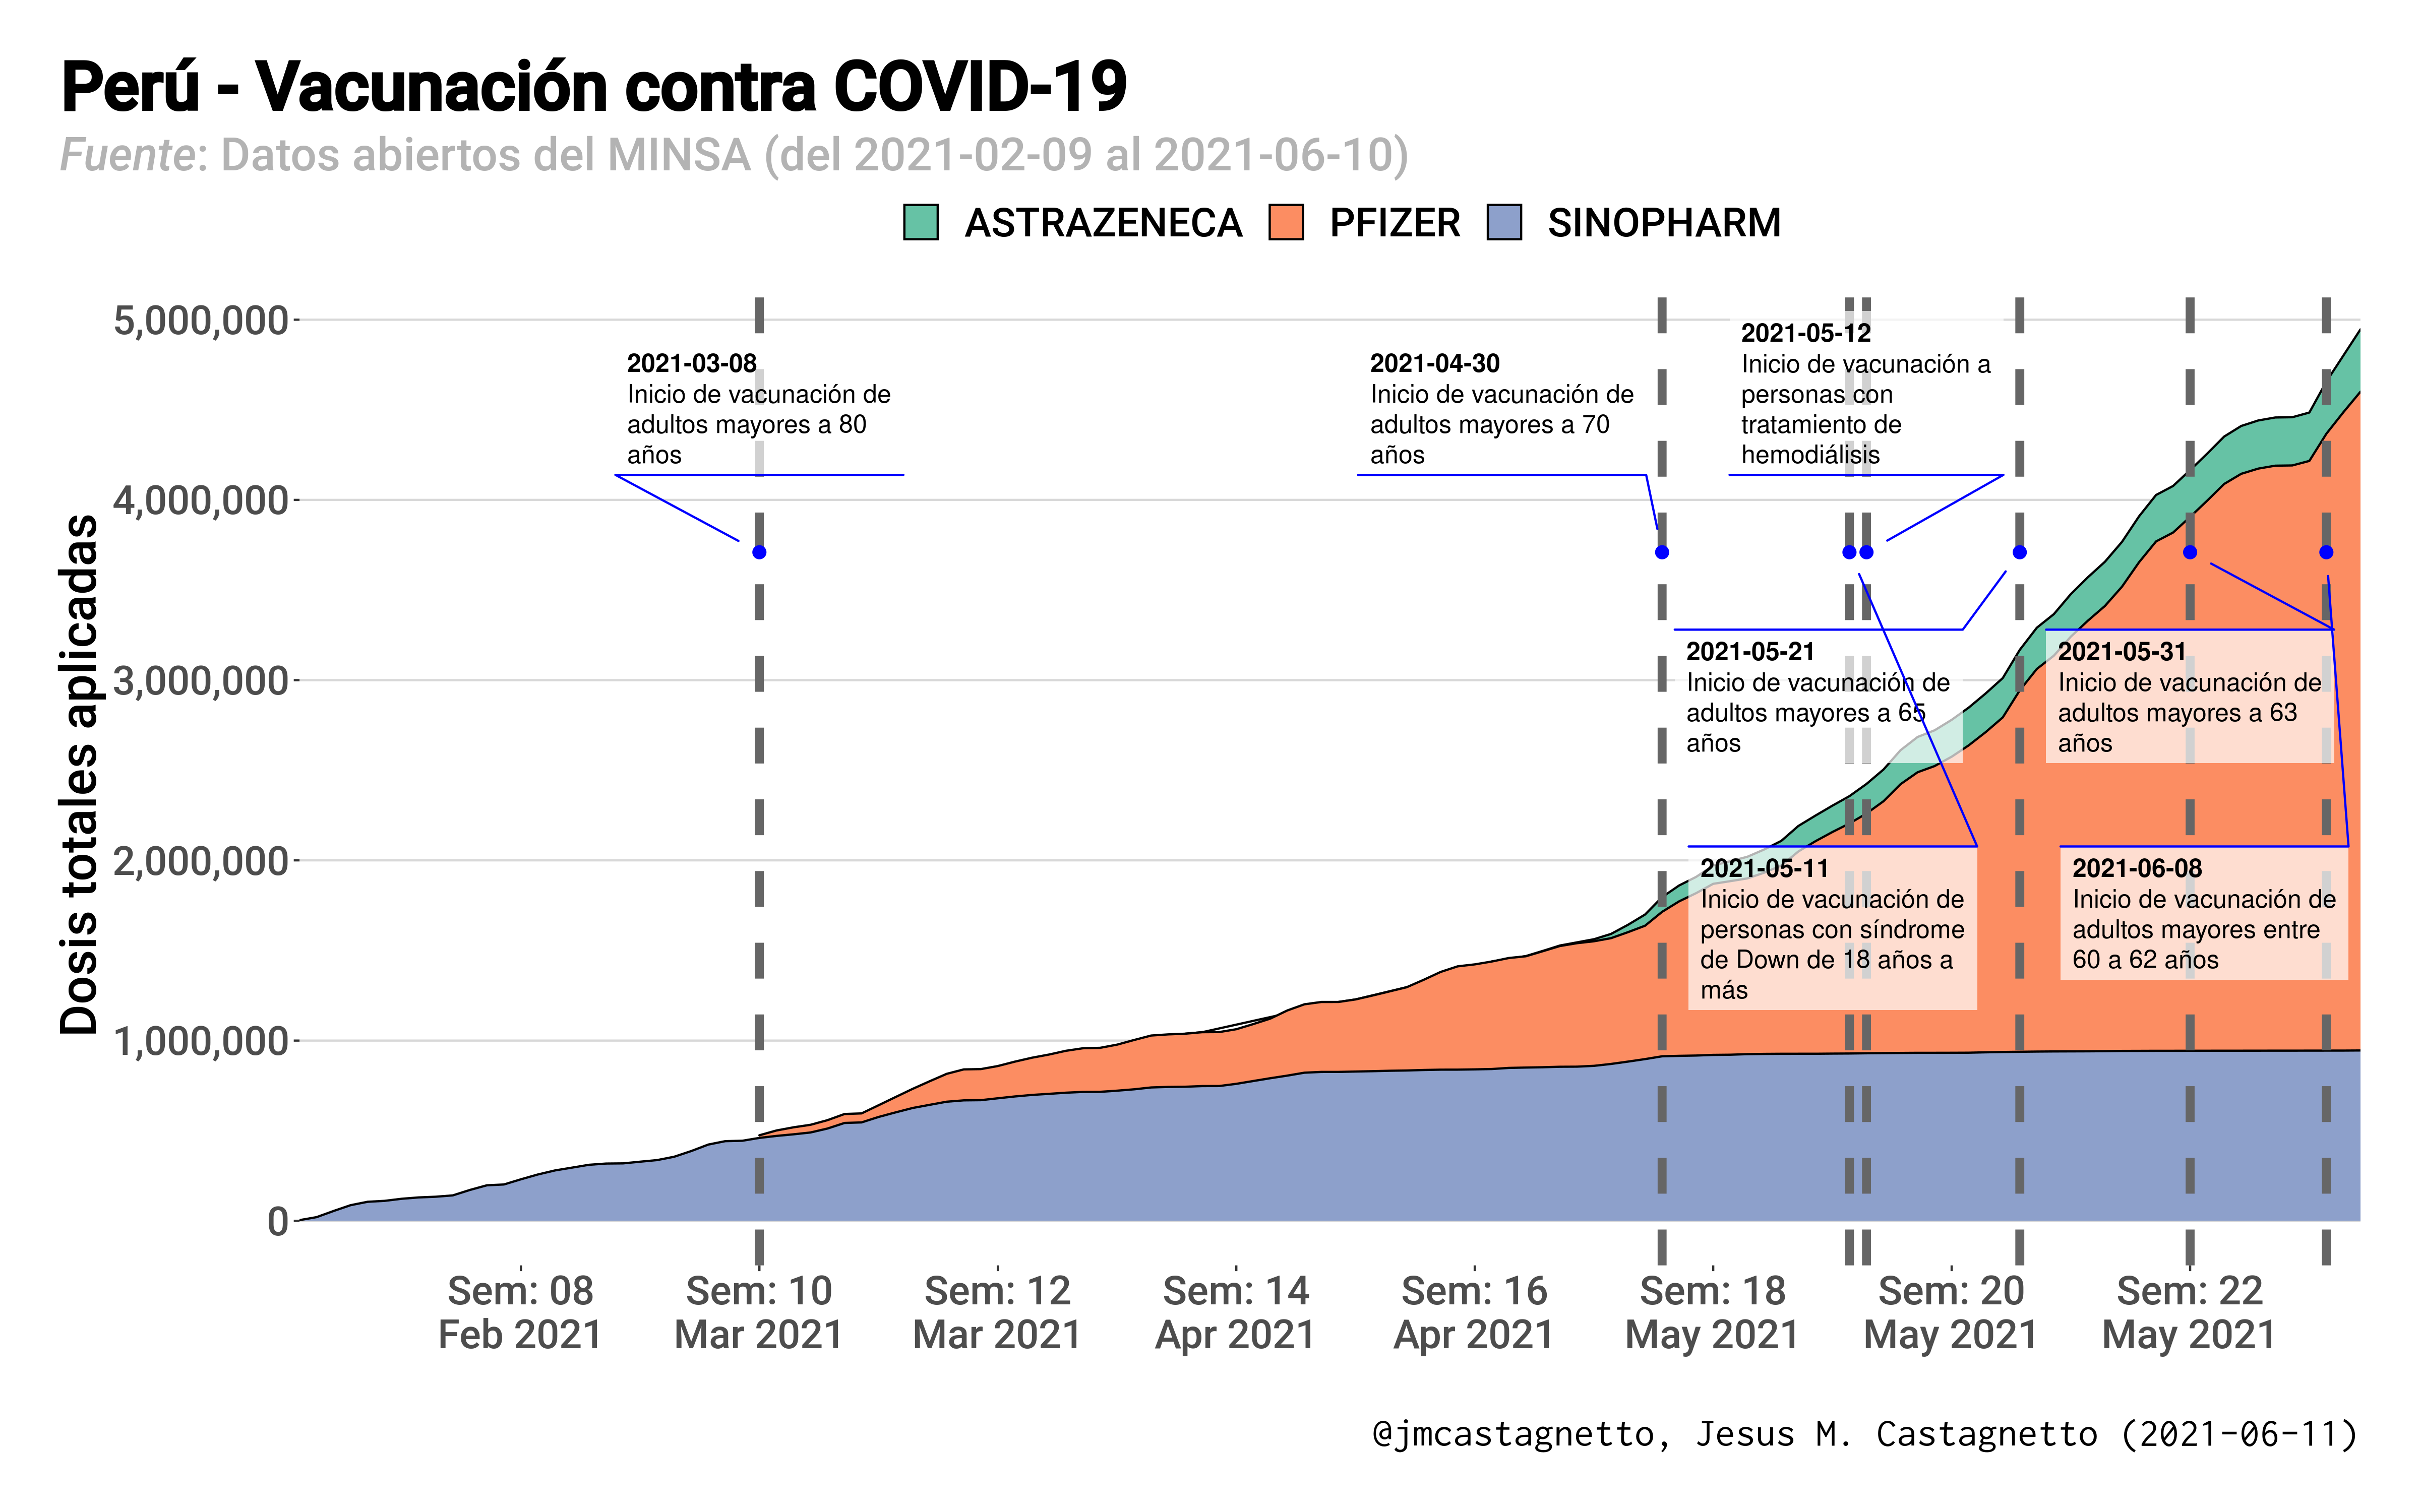 Perú - Vacunación contra COVID-19
Fuente: Datos abiertos del MINSA (del 2021-02-09 al 2021-06-10)
ASTRAZENECA PFIZER SINOPHARM
Dosis totales aplicadas
5,000,000
4,000,000
3,000,000
2,000,000
1,000,000
0
2021-03-08
Inicio de vacunación de
adultos mayores a 80
años
2021-04-30
Inicio de vacunación de
adultos mayores a 70
años
2021-05-12
Inicio de vacunación a
personas con
tratamiento de
hemodiálisis
2021-05-21
Inicio de vacunación de
adultos mayores a 65
años
2021-05-31
Inicio de vacunación de
adultos mayores a 63
años
2021-05-11
Inicio de vacunación de
personas con síndrome
de Down de 18 años a
más
2021-06-08
Inicio de vacunación de
adultos mayores entre
60 a 62 años
Sem: 08
Feb 2021
Sem: 10
Mar 2021
Sem: 12
Mar 2021
Sem: 14
Apr 2021
Sem: 16
Apr 2021
Sem: 18
May 2021
Sem: 20
May 2021
Sem: 22
May 2021
@jmcastagnetto, Jesus M. Castagnetto (2021-06-11)